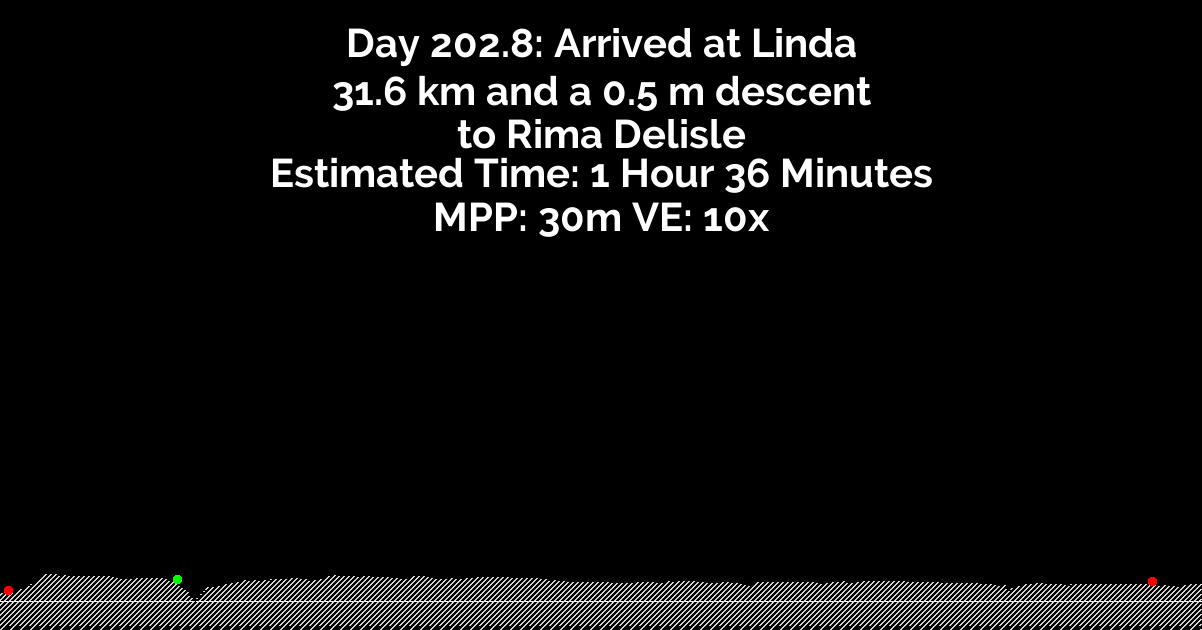 Day 202.8: Arrived at Linda
31.6 km and a 0.5 m descent
to Rima Delisle
Estimated Time: 1 Hour 36 Minutes
MPP: 30m VE: 10x